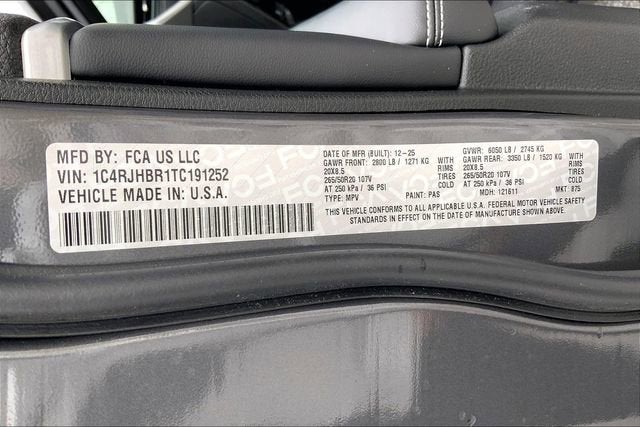 MFD BY: FCA US LLC
VIN: 1C4RJHBR1TC191252
VEHICLE MADE IN: U.S.A.
DATE OF MFR (BUILT): 12-25 GVWR: 6050 LB / 2745 KG
GAWR FRONT: 2800 LB / 1271 KG WITH GAWR REAR: 3350 LB / 1520 KG WITH
20X8.5 RIMS 20X8.5 RIMS
265/50R20 107V TIRES 265/50R20 107V TIRES
AT 250 kPa / 36 PSI COLD AT 250 kPa / 36 PSI COLD
TYPE: MPV PAINT: PAS MDH: 121611 MKT: 875
THIS VEHICLE CONFORMS TO ALL APPLICABLE U.S.A. FEDERAL MOTOR VEHICLE SAFETY
STANDARDS IN EFFECT ON THE DATE OF MANUFACTURE SHOWN ABOVE.